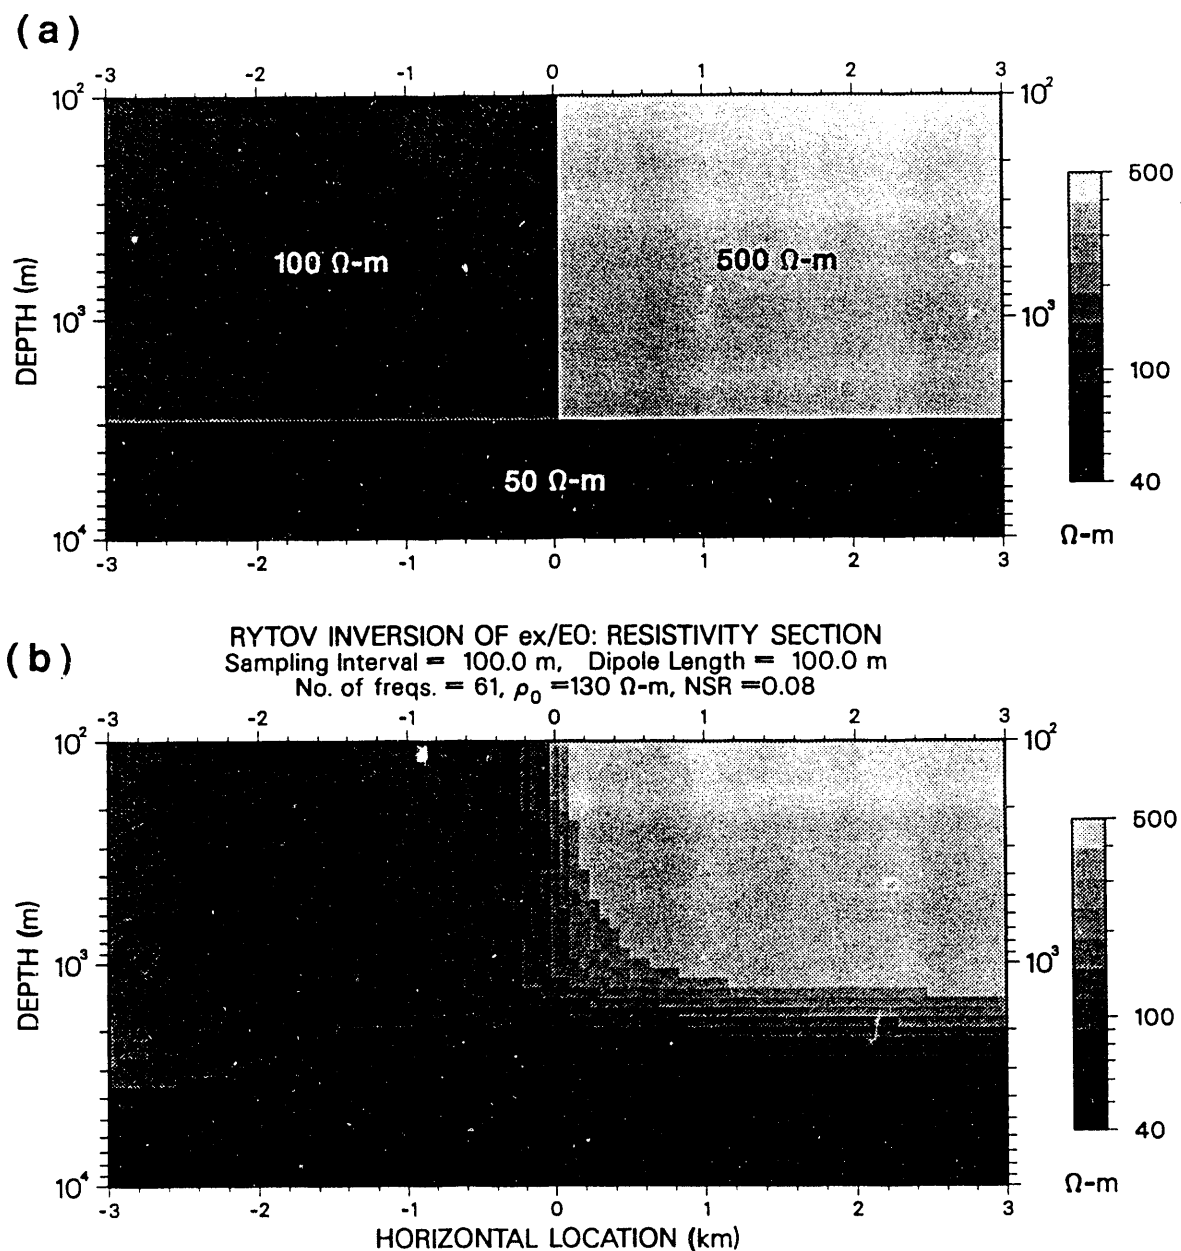 (a)
-3 -2 -1 0 1 2 3
10² 10²
500
100 Ω-m 500 Ω-m
DEPTH (m)
10³ 10³
100
50 Ω-m
40
Ω-m
10⁴
-3 -2 -1 0 1 2 3
(b)
RYTOV INVERSION OF ex/E0: RESISTIVITY SECTION
Sampling Interval = 100.0 m, Dipole Length = 100.0 m
No. of freqs. = 61, ρ₀ =130 Ω-m, NSR =0.08
-3 -2 -1 0 1 2 3
10² 10²
500
DEPTH (m)
10³ 10³
100
40
10⁴ Ω-m
-3 -2 -1 0 1 2 3
HORIZONTAL LOCATION (km)